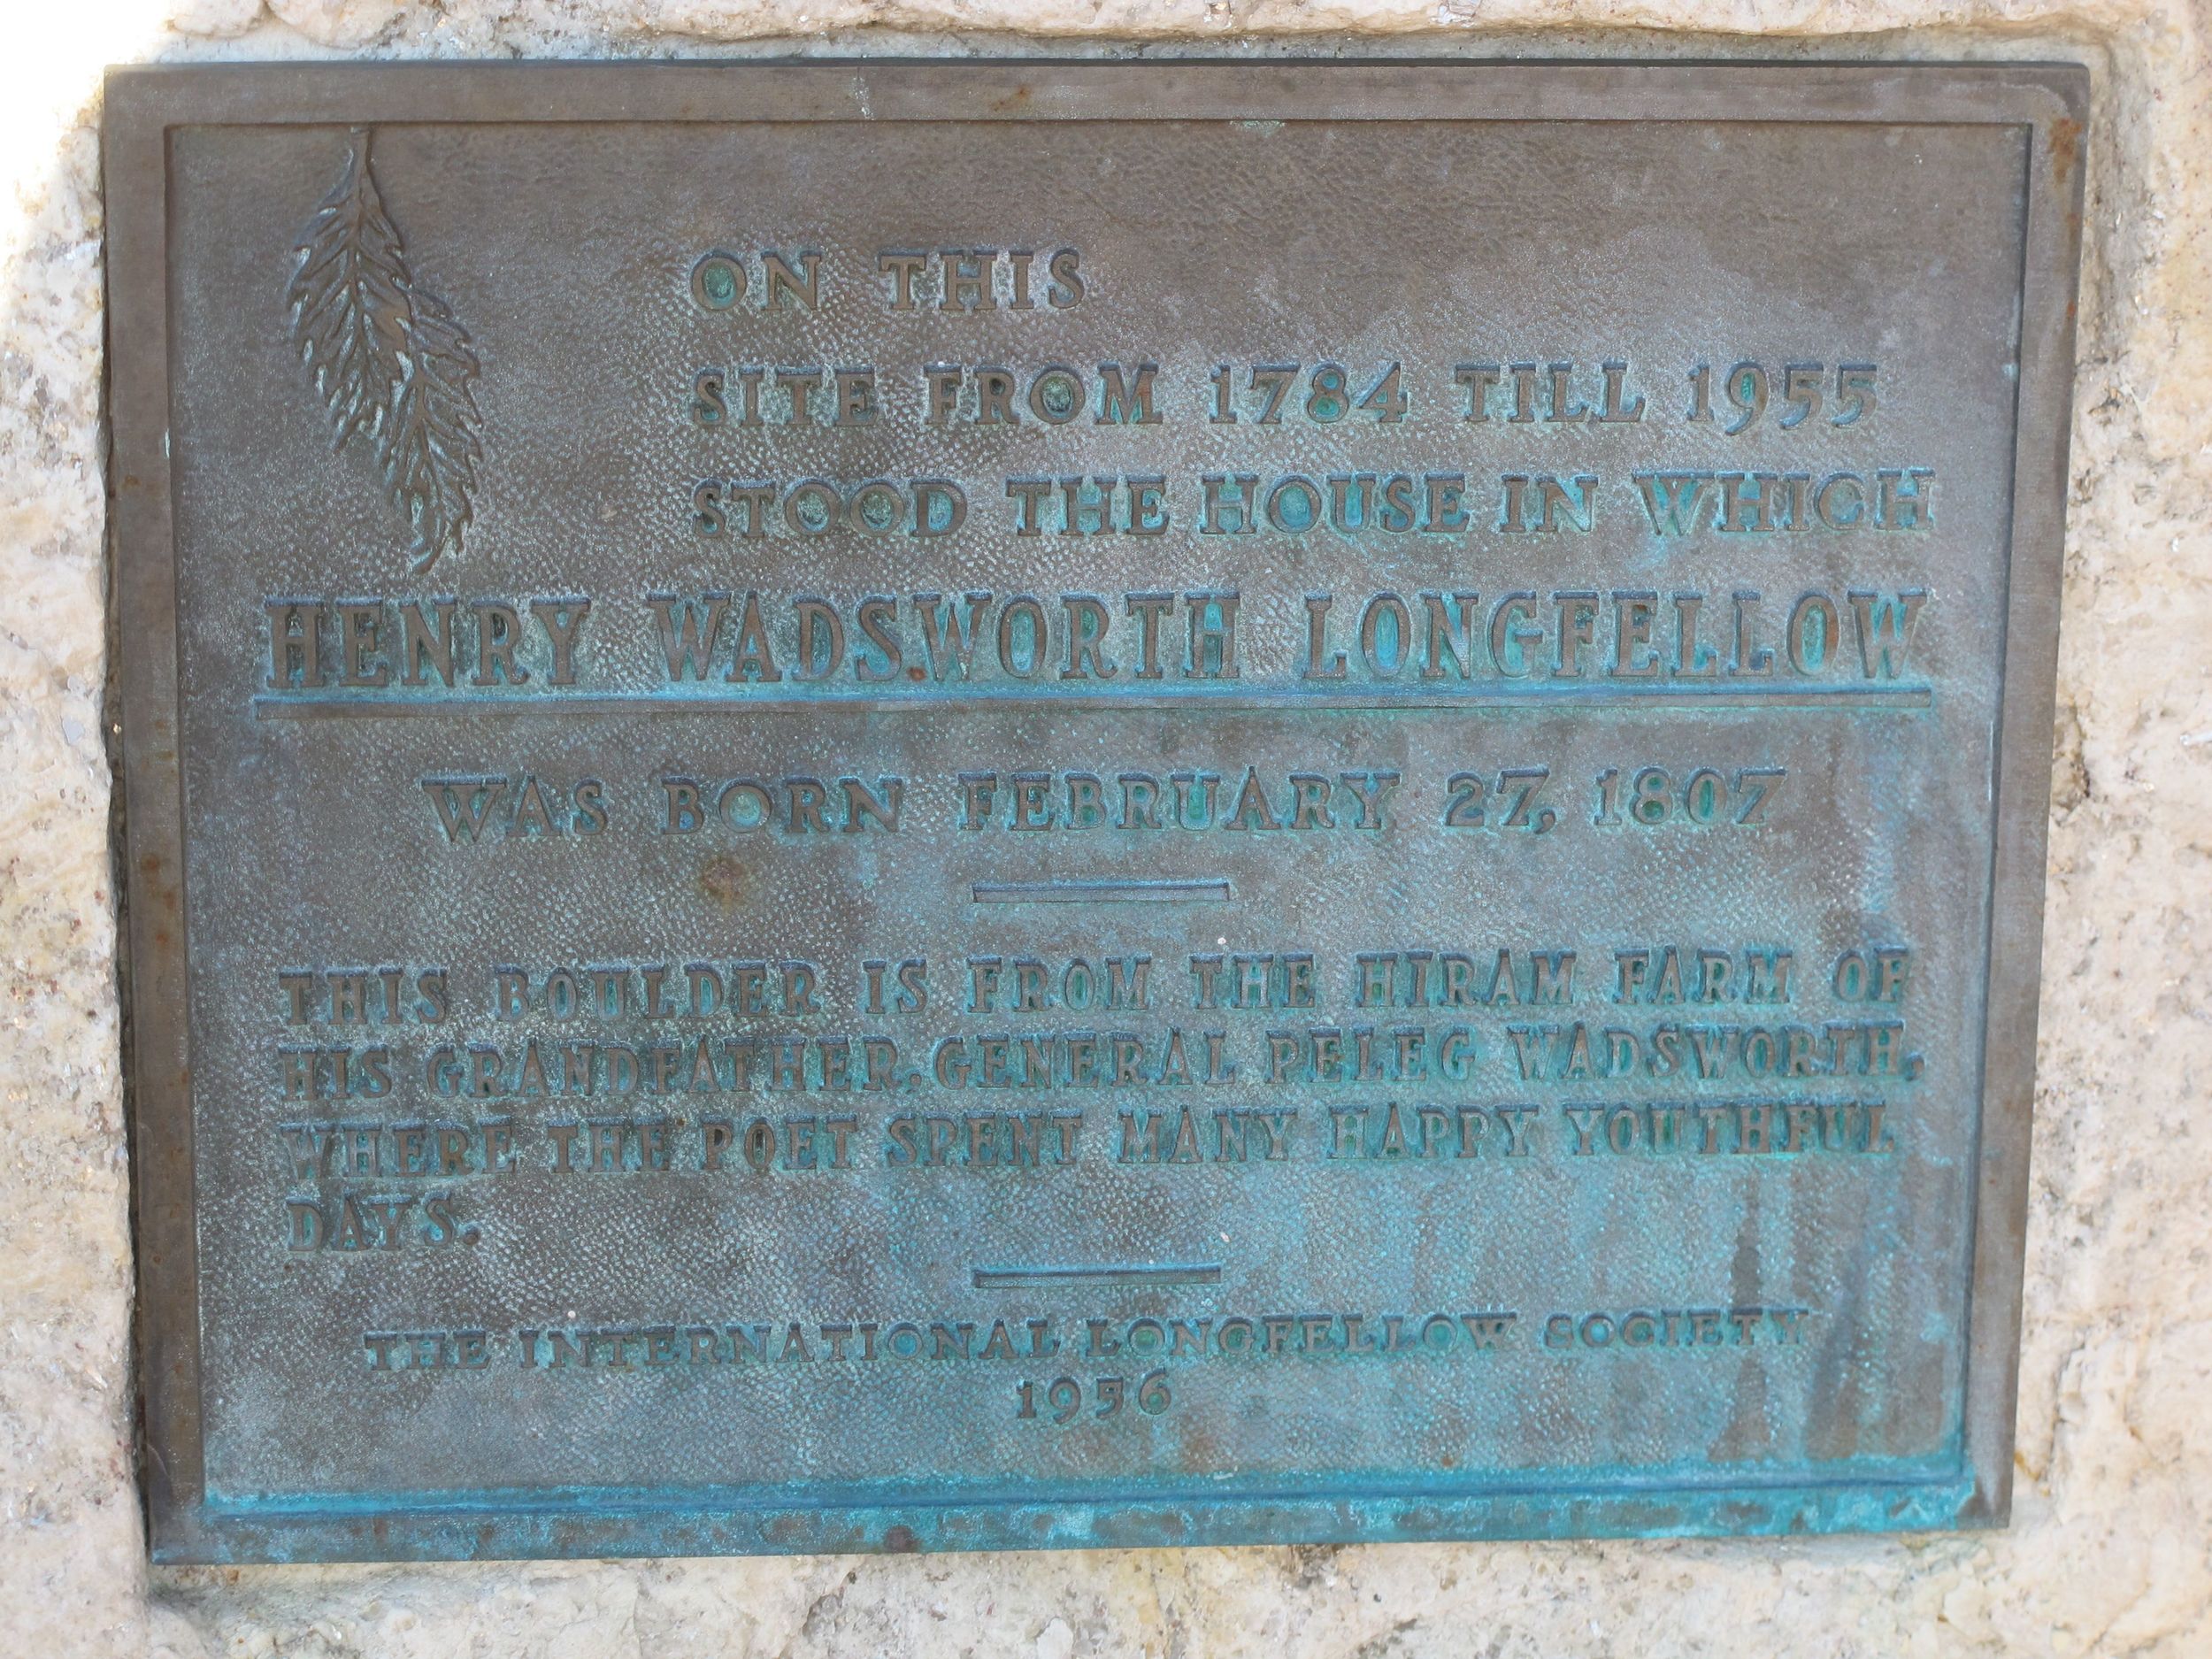 ON THIS
SITE FROM 1784 TILL 1955
STOOD THE HOUSE IN WHICH
HENRY WADSWORTH LONGFELLOW
WAS BORN FEBRUARY 27, 1807
THIS BOULDER IS FROM THE HIRAM FARM OF
HIS GRANDFATHER, GENERAL PELEG WADSWORTH,
WHERE THE POET SPENT MANY HAPPY YOUTHFUL
DAYS.
THE INTERNATIONAL LONGFELLOW SOCIETY
1956